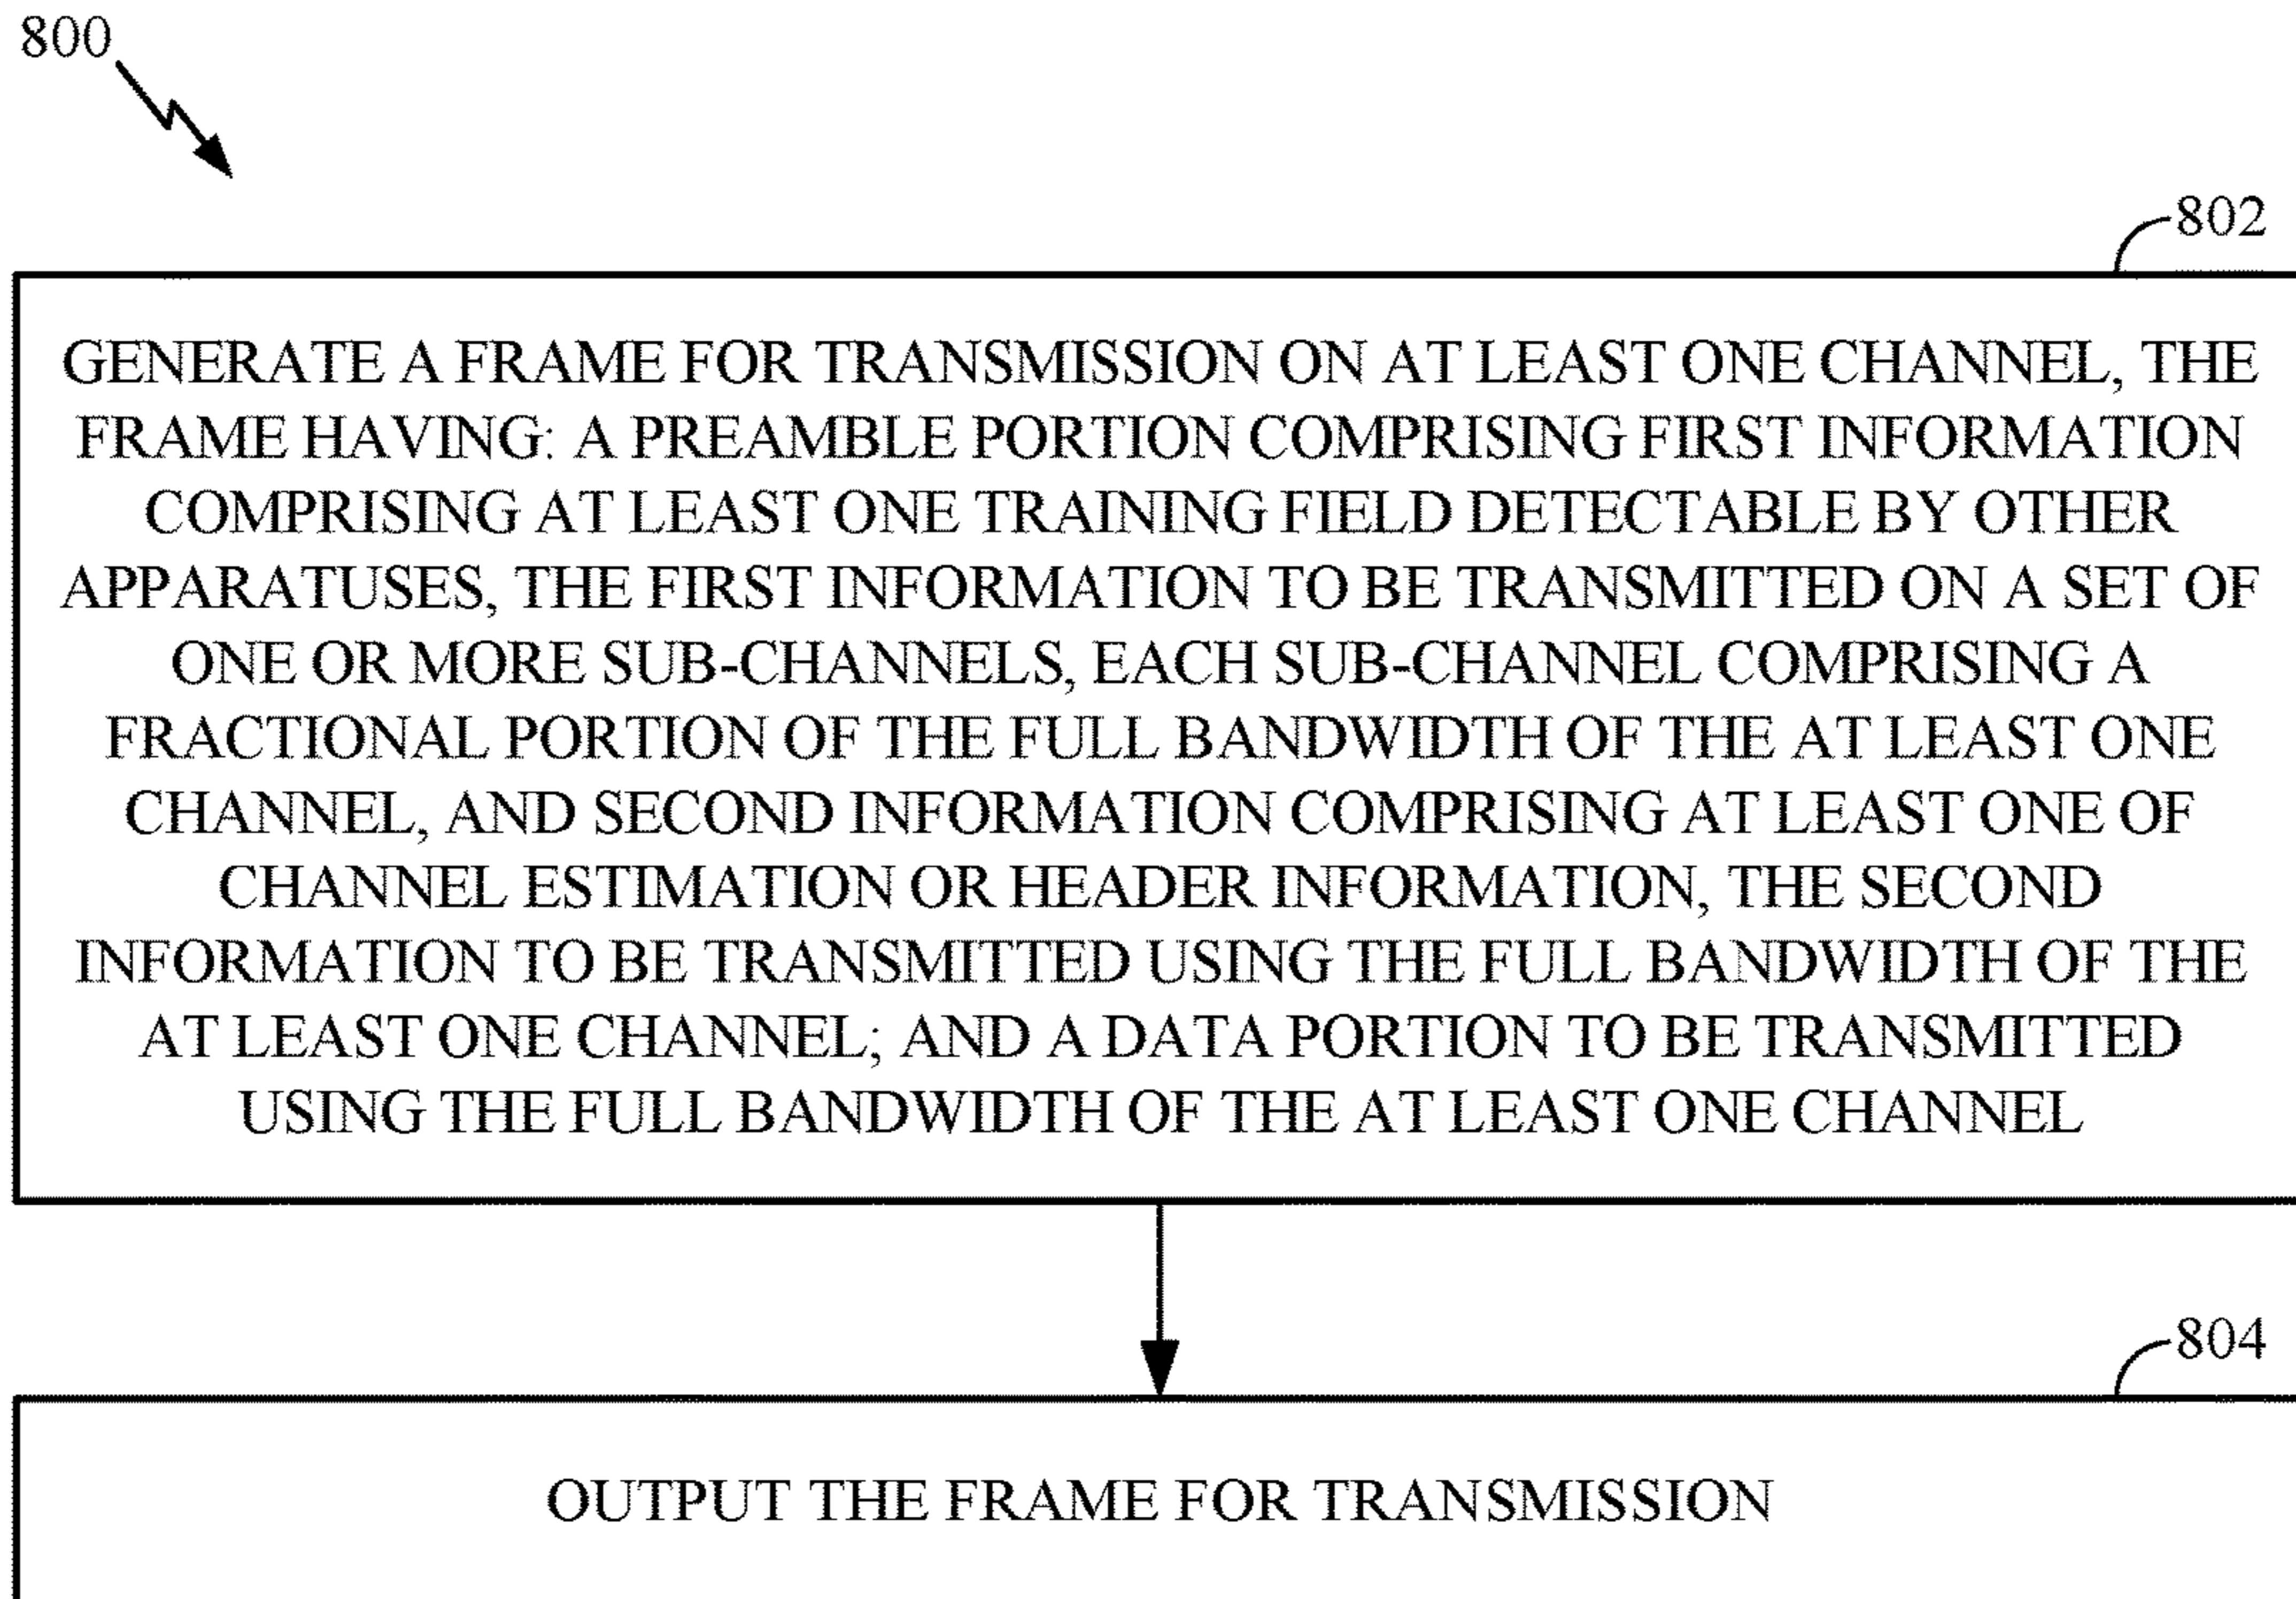 800
802
GENERATE A FRAME FOR TRANSMISSION ON AT LEAST ONE CHANNEL, THE
FRAME HAVING: A PREAMBLE PORTION COMPRISING FIRST INFORMATION
COMPRISING AT LEAST ONE TRAINING FIELD DETECTABLE BY OTHER
APPARATUSES, THE FIRST INFORMATION TO BE TRANSMITTED ON A SET OF
ONE OR MORE SUB-CHANNELS, EACH SUB-CHANNEL COMPRISING A
FRACTIONAL PORTION OF THE FULL BANDWIDTH OF THE AT LEAST ONE
CHANNEL, AND SECOND INFORMATION COMPRISING AT LEAST ONE OF
CHANNEL ESTIMATION OR HEADER INFORMATION, THE SECOND
INFORMATION TO BE TRANSMITTED USING THE FULL BANDWIDTH OF THE
AT LEAST ONE CHANNEL; AND A DATA PORTION TO BE TRANSMITTED
USING THE FULL BANDWIDTH OF THE AT LEAST ONE CHANNEL
804
OUTPUT THE FRAME FOR TRANSMISSION